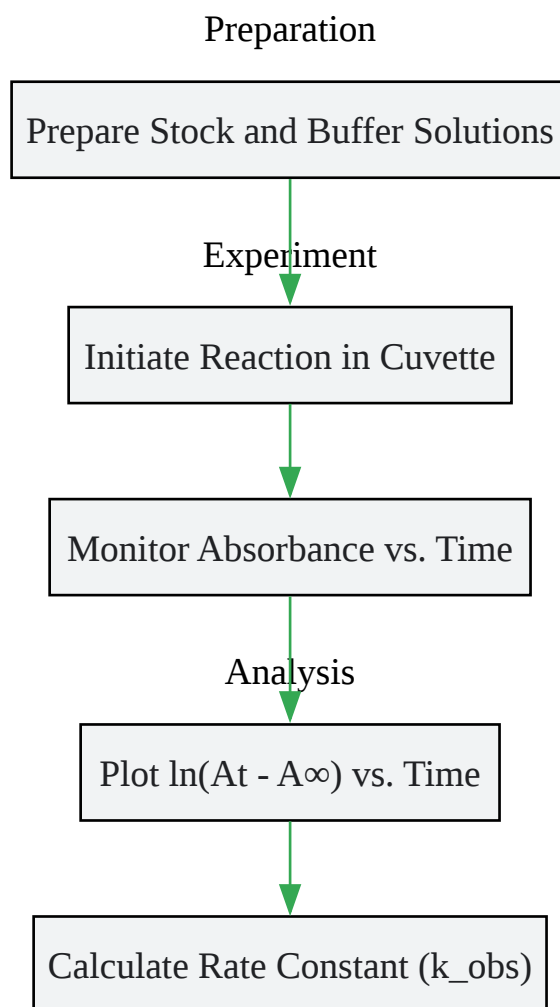 Preparation
Prepare Stock and Buffer Solutions
Experiment
Initiate Reaction in Cuvette
Monitor Absorbance vs. Time
Analysis
Plot ln(At - A∞) vs. Time
Calculate Rate Constant (k_obs)